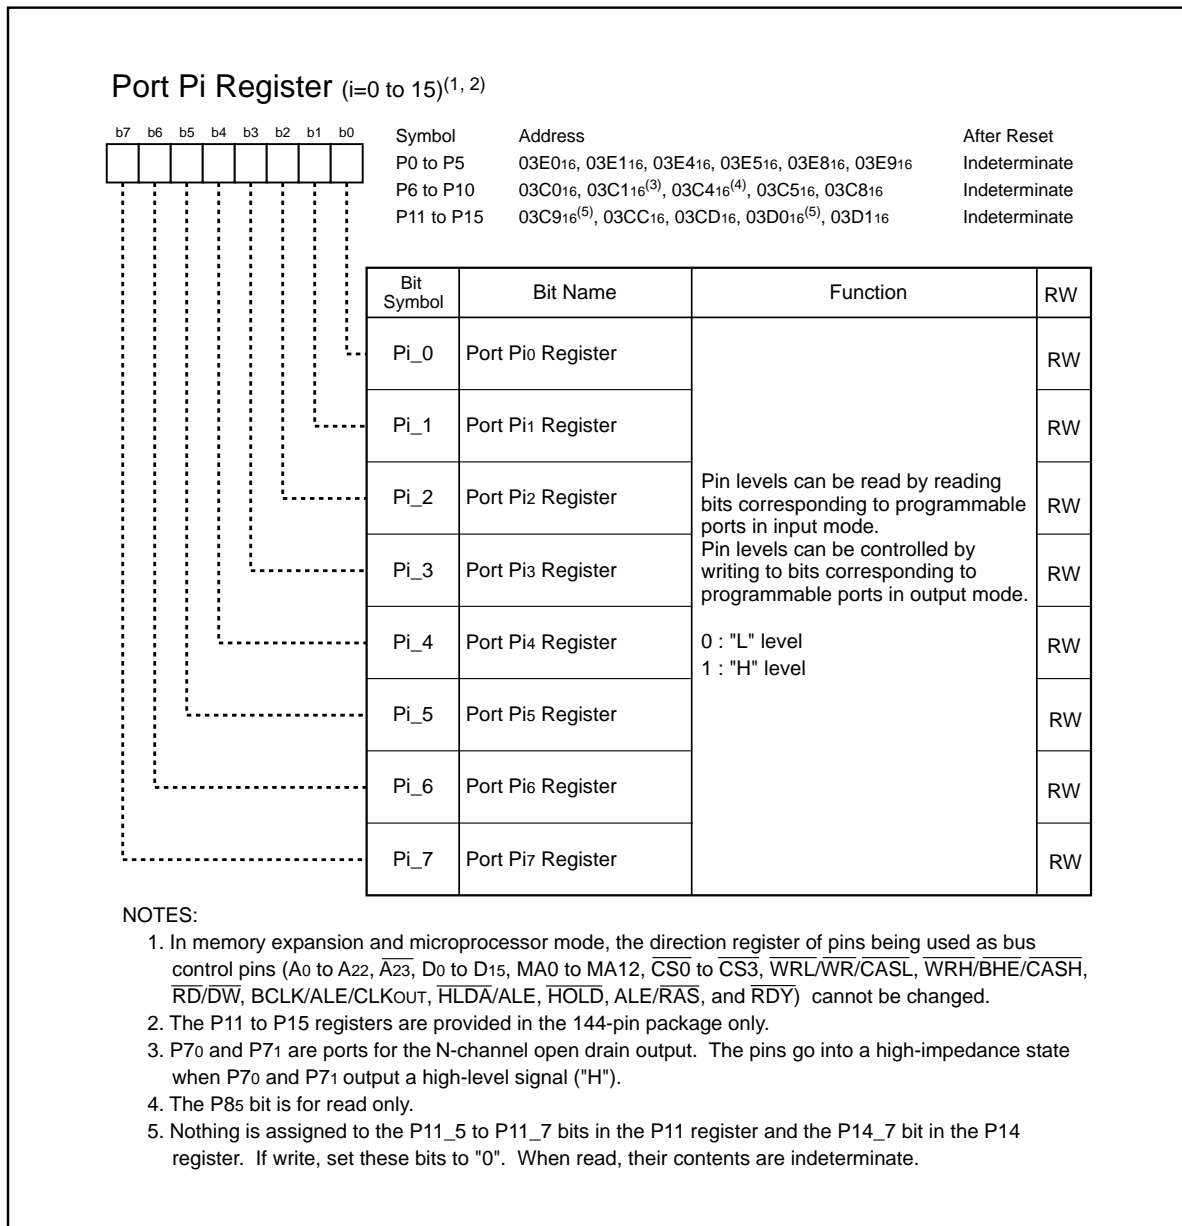 Port Pi Register (i=0 to 15)(1, 2)
b7 b6 b5 b4 b3 b2 b1 b0
Symbol Address After Reset
P0 to P5 03E016, 03E116, 03E416, 03E516, 03E816, 03E916 Indeterminate
P6 to P10 03C016, 03C116(3), 03C416(4), 03C516, 03C816 Indeterminate
P11 to P15 03C916(5), 03CC16, 03CD16, 03D016(5), 03D116 Indeterminate
Bit Symbol Bit Name Function RW
Pi_0 Port Pi0 Register RW
Pi_1 Port Pi1 Register RW
Pi_2 Port Pi2 Register RW
Pi_3 Port Pi3 Register RW
Pi_4 Port Pi4 Register RW
Pi_5 Port Pi5 Register RW
Pi_6 Port Pi6 Register RW
Pi_7 Port Pi7 Register RW
Pin levels can be read by reading
bits corresponding to programmable
ports in input mode.
Pin levels can be controlled by
writing to bits corresponding to
programmable ports in output mode.
0 : "L" level
1 : "H" level
NOTES:
1. In memory expansion and microprocessor mode, the direction register of pins being used as bus
control pins (A0 to A22, A23, D0 to D15, MA0 to MA12, CS0 to CS3, WRL/WR/CASL, WRH/BHE/CASH,
RD/DW, BCLK/ALE/CLKOUT, HLDA/ALE, HOLD, ALE/RAS, and RDY) cannot be changed.
2. The P11 to P15 registers are provided in the 144-pin package only.
3. P70 and P71 are ports for the N-channel open drain output. The pins go into a high-impedance state
when P70 and P71 output a high-level signal ("H").
4. The P85 bit is for read only.
5. Nothing is assigned to the P11_5 to P11_7 bits in the P11 register and the P14_7 bit in the P14
register. If write, set these bits to "0". When read, their contents are indeterminate.